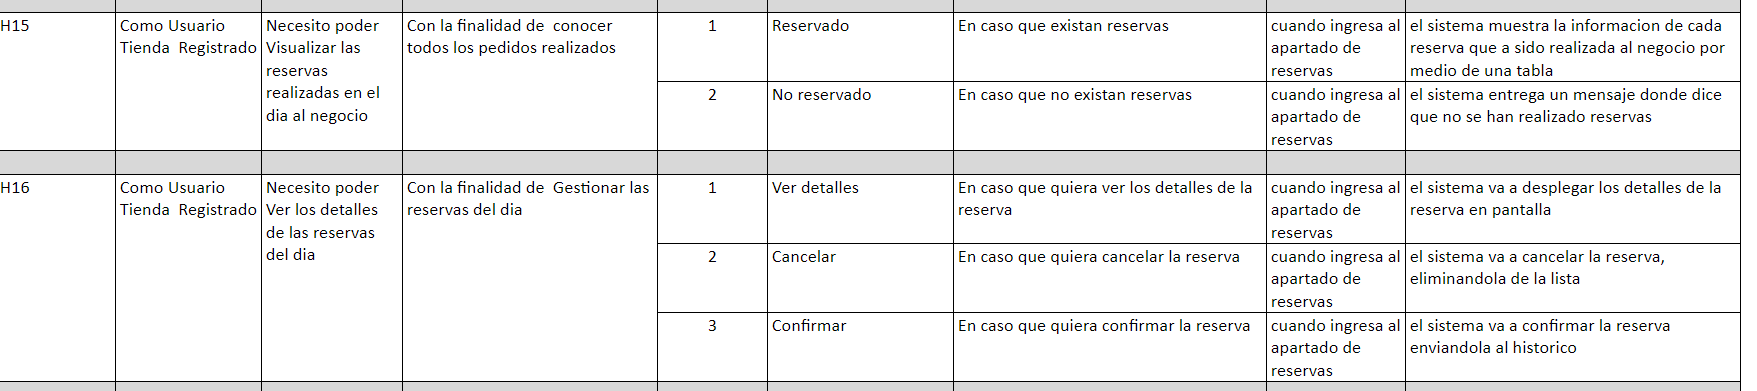 H15
Como Usuario
Tienda  Registrado
Necesito poder
Visualizar las
reservas
realizadas en el
dia al negocio
Con la finalidad de  conocer
todos los pedidos realizados
1
Reservado
En caso que existan reservas
cuando ingresa al
apartado de
reservas
el sistema muestra la informacion de cada
reserva que a sido realizada al negocio por
medio de una tabla
2
No reservado
En caso que no existan reservas
cuando ingresa al
apartado de
reservas
el sistema entrega un mensaje donde dice
que no se han realizado reservas
H16
Como Usuario
Tienda  Registrado
Necesito poder
Ver los detalles
de las reservas
del dia
Con la finalidad de  Gestionar las
reservas del dia
1
Ver detalles
En caso que quiera ver los detalles de la
reserva
cuando ingresa al
apartado de
reservas
el sistema va a desplegar los detalles de la
reserva en pantalla
2
Cancelar
En caso que quiera cancelar la reserva
cuando ingresa al
apartado de
reservas
el sistema va a cancelar la reserva,
eliminandola de la lista
3
Confirmar
En caso que quiera confirmar la reserva
cuando ingresa al
apartado de
reservas
el sistema va a confirmar la reserva
enviandola al historico